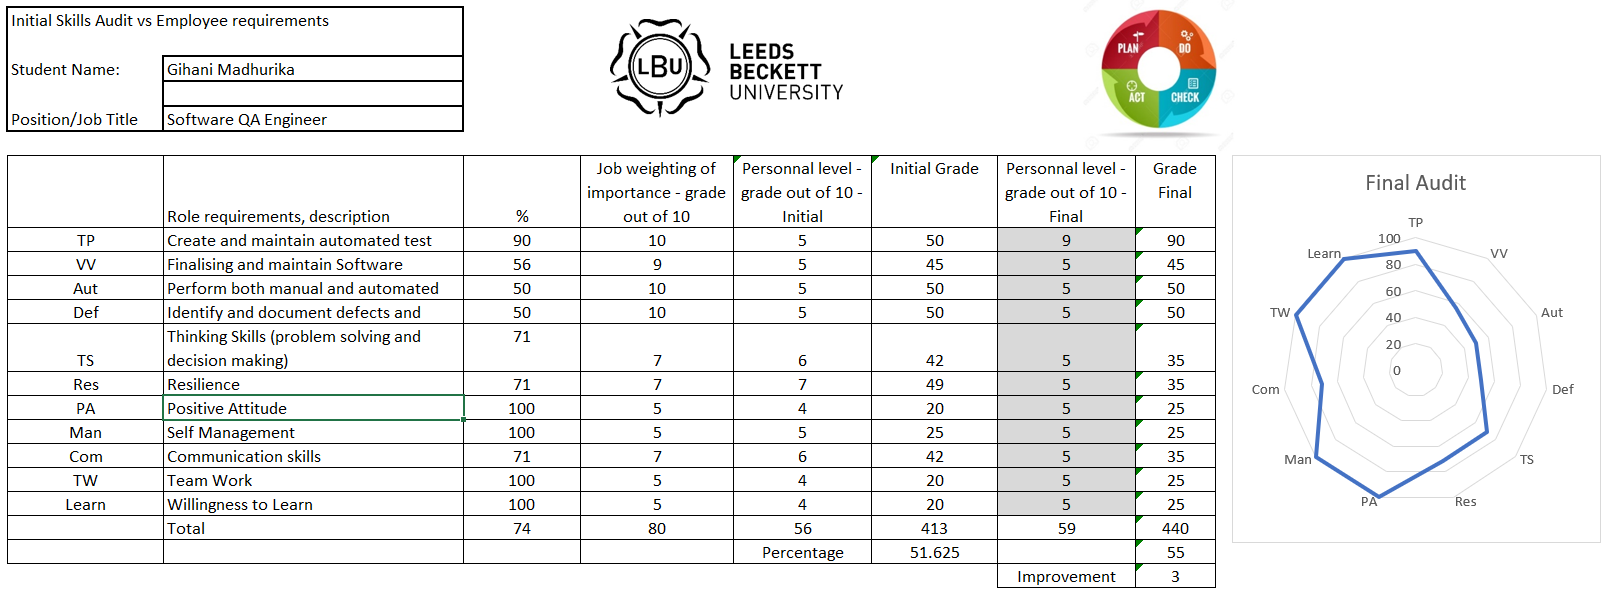 Initial Skills Audit vs Employee requirements
Student Name: Gihani Madhurika
Position/Job Title Software QA Engineer
LBU
LEEDS
BECKETT
UNIVERSITY
PLAN DO
ACT CHECK
Role requirements, description % Job weighting of importance - grade out of 10 Personnal level - grade out of 10 - Initial Initial Grade Personnal level - grade out of 10 - Final Grade Final
TP Create and maintain automated test 90 10 5 50 9 90
VV Finalising and maintain Software 56 9 5 45 5 45
Aut Perform both manual and automated 50 10 5 50 5 50
Def Identify and document defects and 50 10 5 50 5 50
TS Thinking Skills (problem solving and decision making) 71 7 6 42 5 35
Res Resilience 71 7 7 49 5 35
PA Positive Attitude 100 5 4 20 5 25
Man Self Management 100 5 5 25 5 25
Com Communication skills 71 7 6 42 5 35
TW Team Work 100 5 4 20 5 25
Learn Willingness to Learn 100 5 4 20 5 25
Total 74 80 56 413 59 440
Percentage 51.625 55
Improvement 3
Final Audit
TP
VV
Aut
Def
TS
Res
PA
Man
Com
TW
Learn
100
80
60
40
20
0